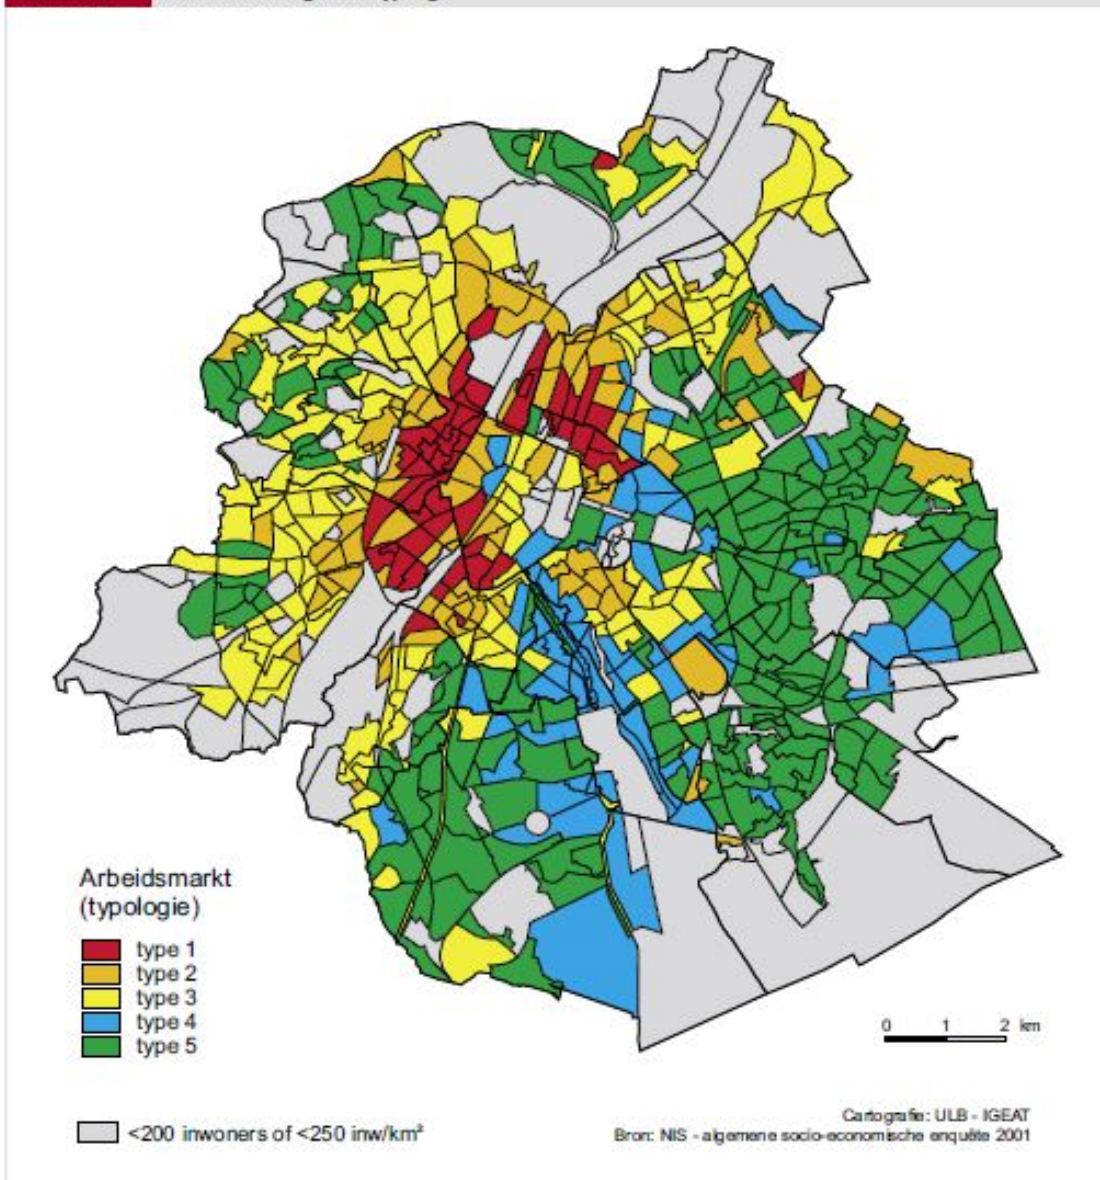 Arbeidsmarkt
(typologie)
type 1
type 2
type 3
type 4
type 5
<200 inwoners of <250 inw/km²
0 1 2 km
Cartografie: ULB - IGEAT
Bron: NIS - algemene socio-economische enquête 2001